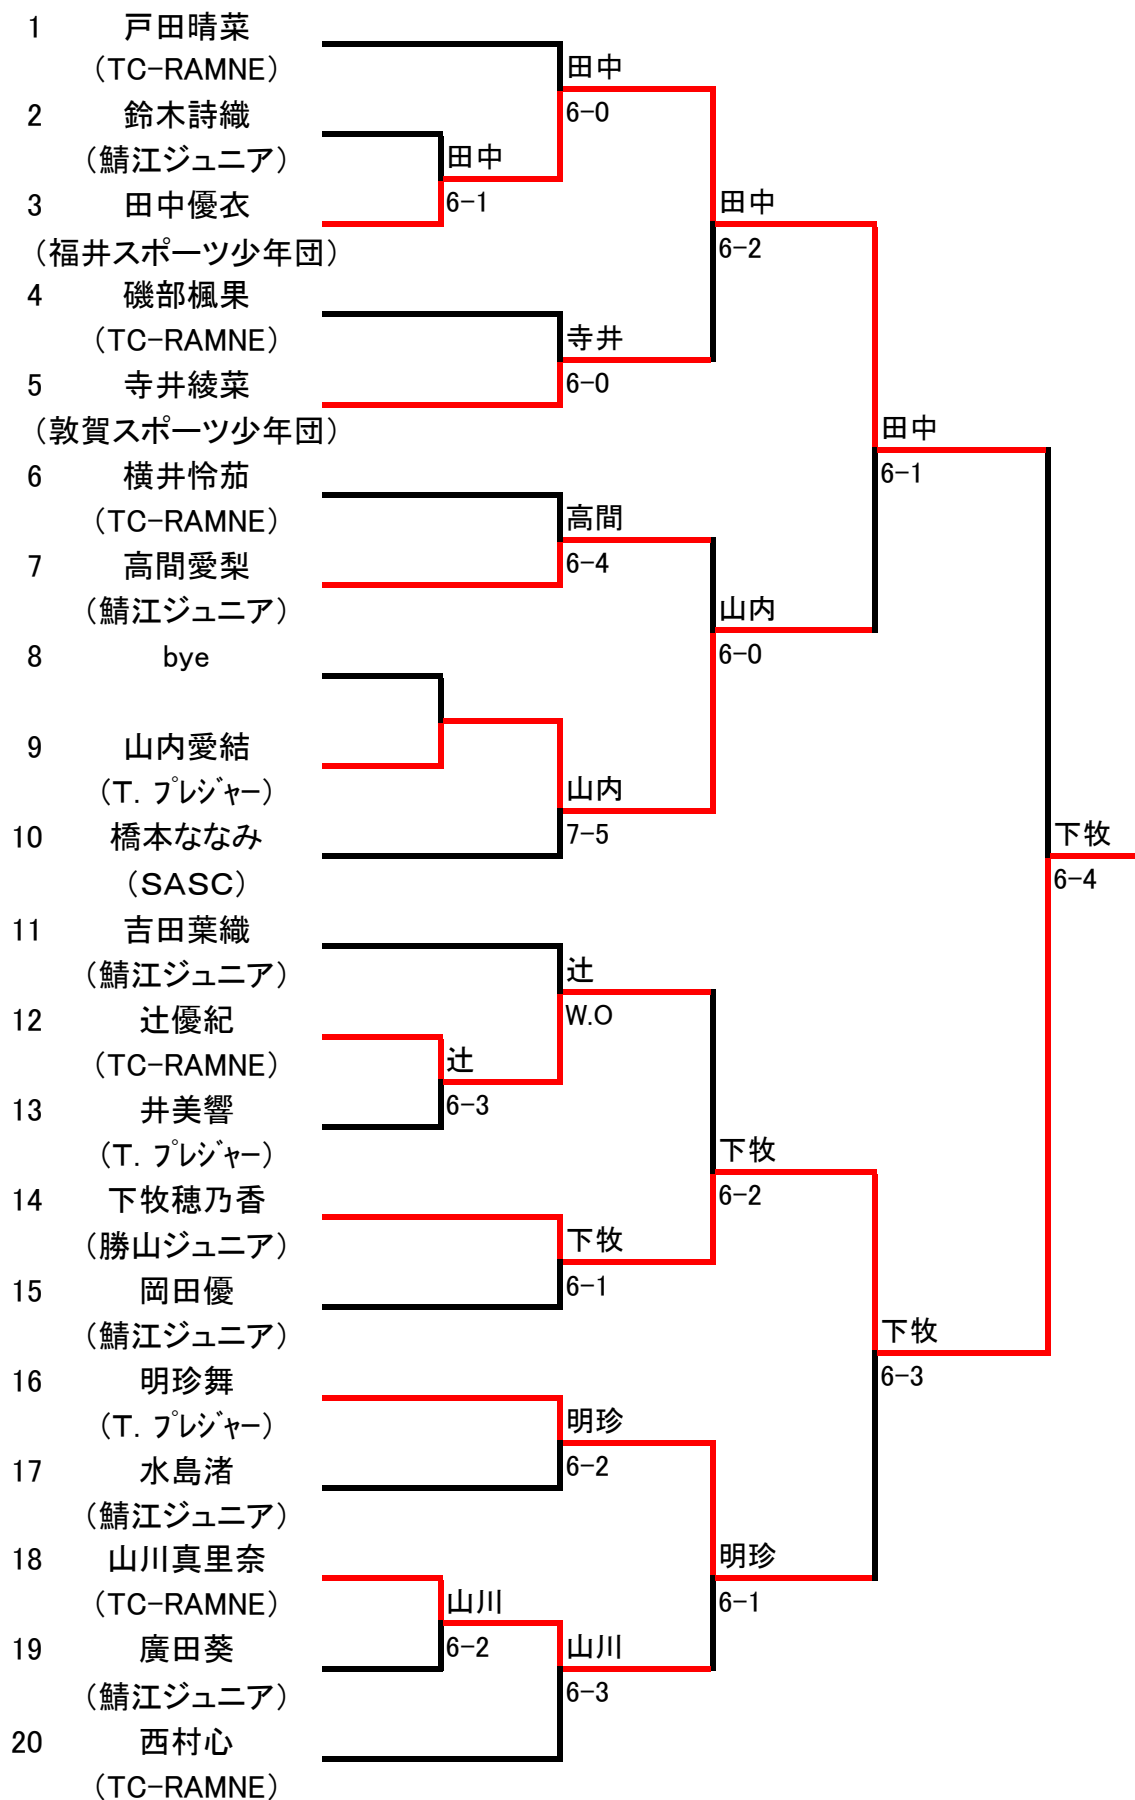 1 戸田晴菜
（TC-RAMNE）
田中
2 鈴木詩織
6-0
（鯖江ジュニア）
田中
3 田中優衣
6-1
田中
（福井スポーツ少年団）
6-2
4 磯部楓果
（TC-RAMNE）
寺井
5 寺井綾菜
6-0
（敦賀スポーツ少年団）
田中
6 横井怜茄
6-1
（TC-RAMNE）
高間
7 高間愛梨
6-4
（鯖江ジュニア）
山内
8 bye
6-0
9 山内愛結
（T．プレジャー）
山内
10 橋本ななみ
7-5
下牧
（SASC）
6-4
11 吉田葉織
（鯖江ジュニア）
辻
12 辻優紀
W.O
（TC-RAMNE）
辻
13 井美響
6-3
（T．プレジャー）
下牧
14 下牧穂乃香
6-2
（勝山ジュニア）
下牧
15 岡田優
6-1
（鯖江ジュニア）
下牧
16 明珍舞
6-3
（T．プレジャー）
明珍
17 水島渚
6-2
（鯖江ジュニア）
18 山川真里奈
明珍
（TC-RAMNE）
6-1
山川
19 廣田葵
6-2
山川
（鯖江ジュニア）
6-3
20 西村心
（TC-RAMNE）